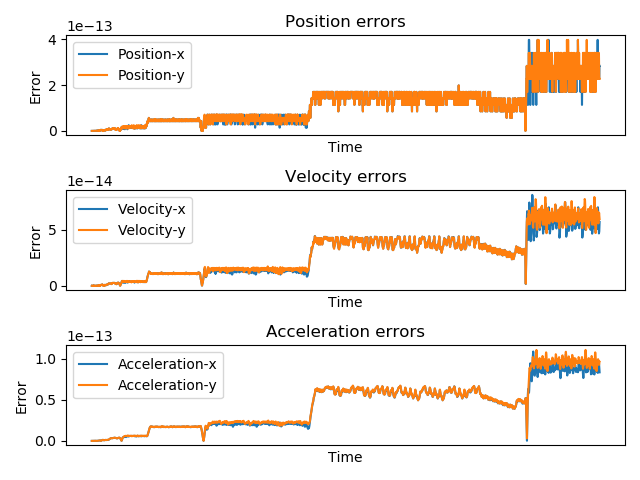 Position errors
1e−13
4
2
0
Error
Position-x
Position-y
Time
Velocity errors
1e−14
5
0
Error
Velocity-x
Velocity-y
Time
Acceleration errors
1e−13
1.0
0.5
0.0
Error
Acceleration-x
Acceleration-y
Time